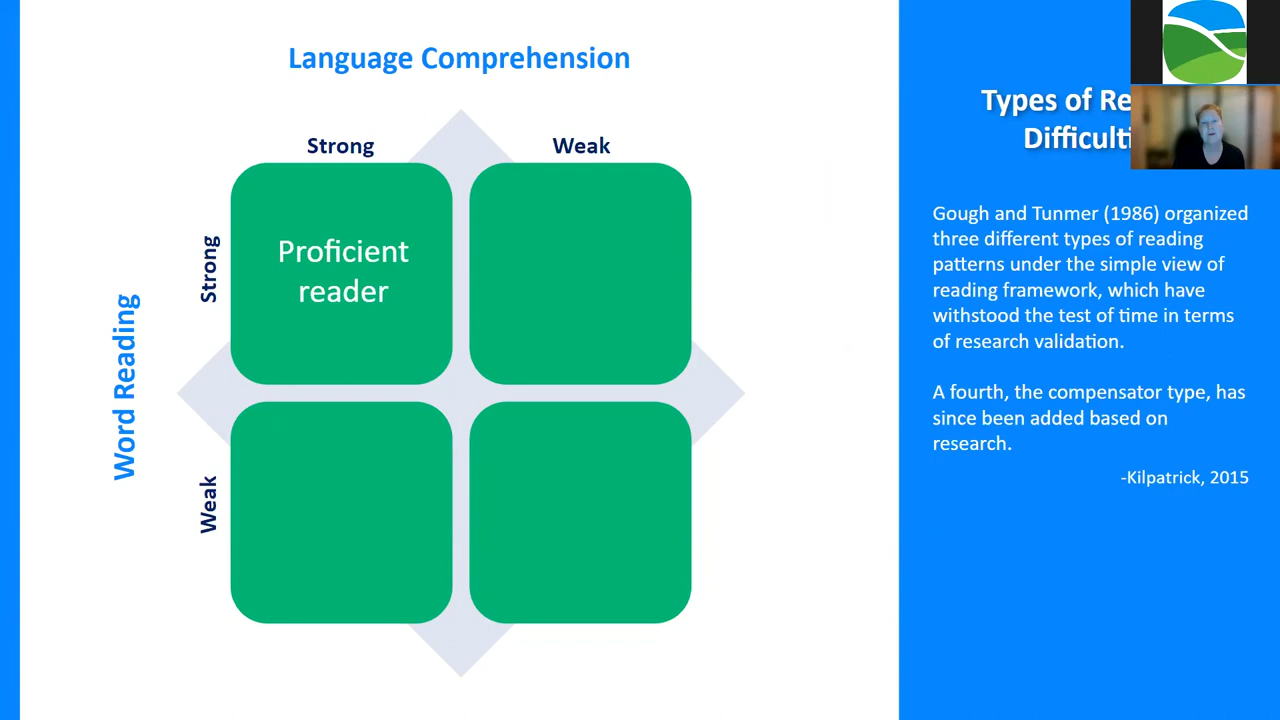 Language Comprehension
Strong
Weak
Word Reading
Strong
Weak
Proficient
reader
Types of
Gough and Tunmer (1986) organized
three different types of reading
patterns under the simple view of
reading framework, which have
withstood the test of time in terms
of research validation.
A fourth, the compensator type, has
since been added based on
research.
-Kilpatrick, 2015